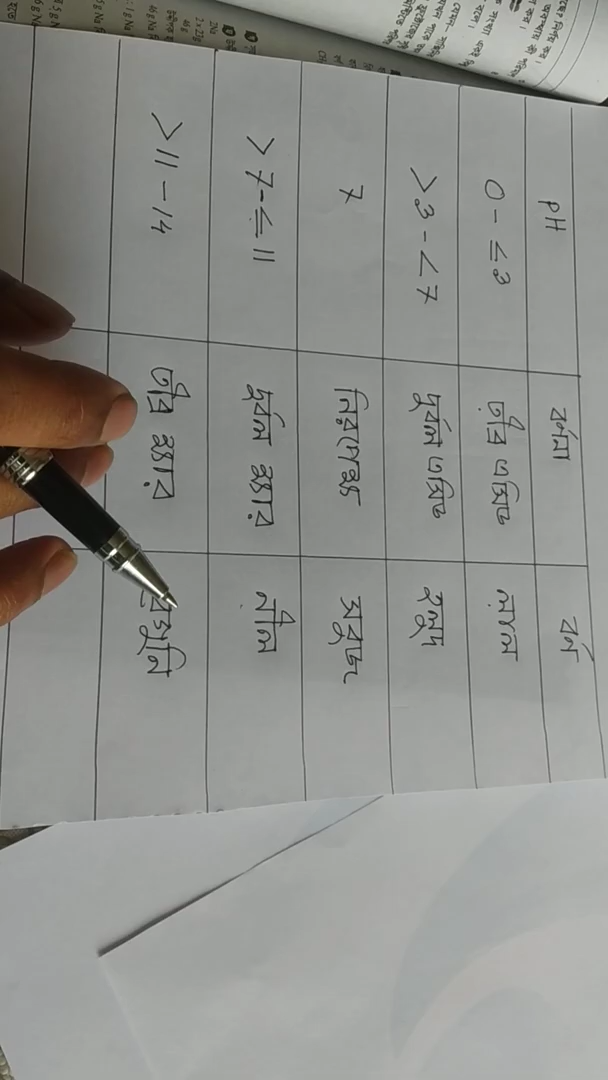 pH বর্ণনা বর্ণ
0 - ≤ 3 তীব্র এসিড লাল
> 3 - < 7 দুর্বল এসিড হলুদ
7 নিরপেক্ষ সবুজ
> 7 - ≤ 11 দুর্বল ক্ষার নীল
> 11 - 14 তীব্র ক্ষার বেগুনি